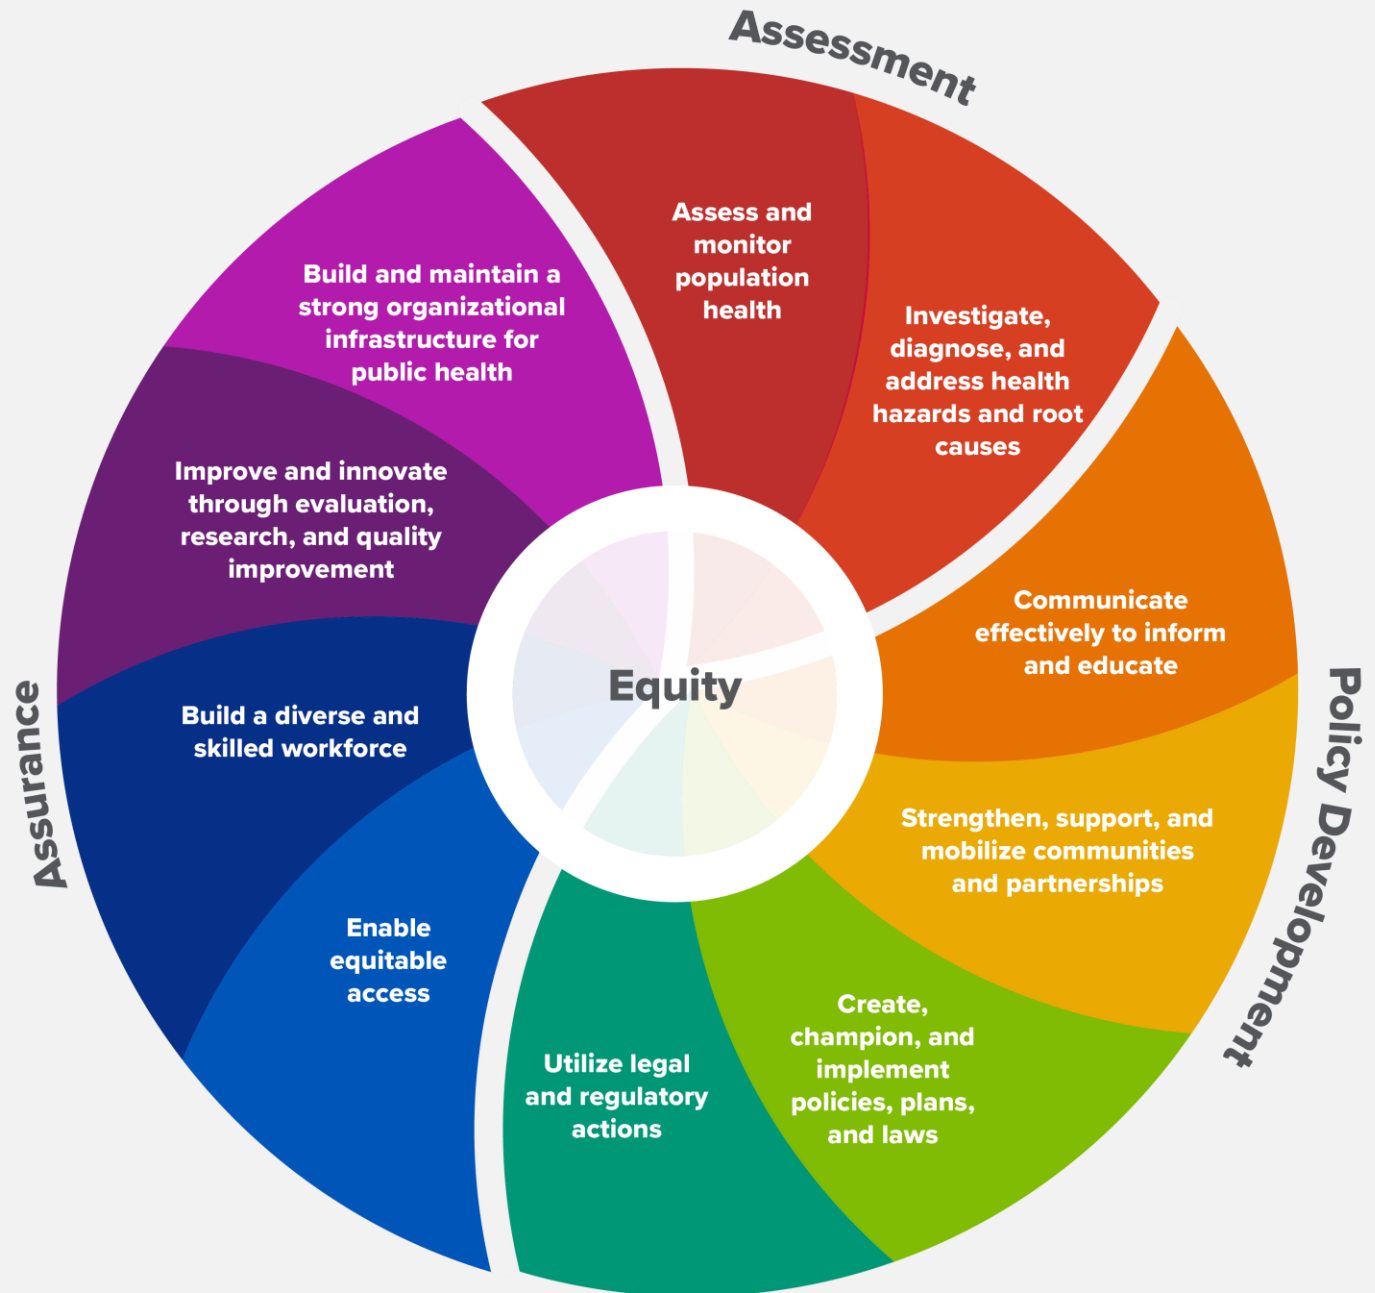 Assessment
Assess and
monitor
population
health
Investigate,
diagnose, and
address health
hazards and root
causes
Policy Development
Communicate
effectively to inform
and educate
Strengthen, support, and
mobilize communities
and partnerships
Create,
champion, and
implement
policies, plans,
and laws
Utilize legal
and regulatory
actions
Assurance
Enable
equitable
access
Build a diverse and
skilled workforce
Improve and innovate
through evaluation,
research, and quality
improvement
Build and maintain a
strong organizational
infrastructure for
public health
Equity